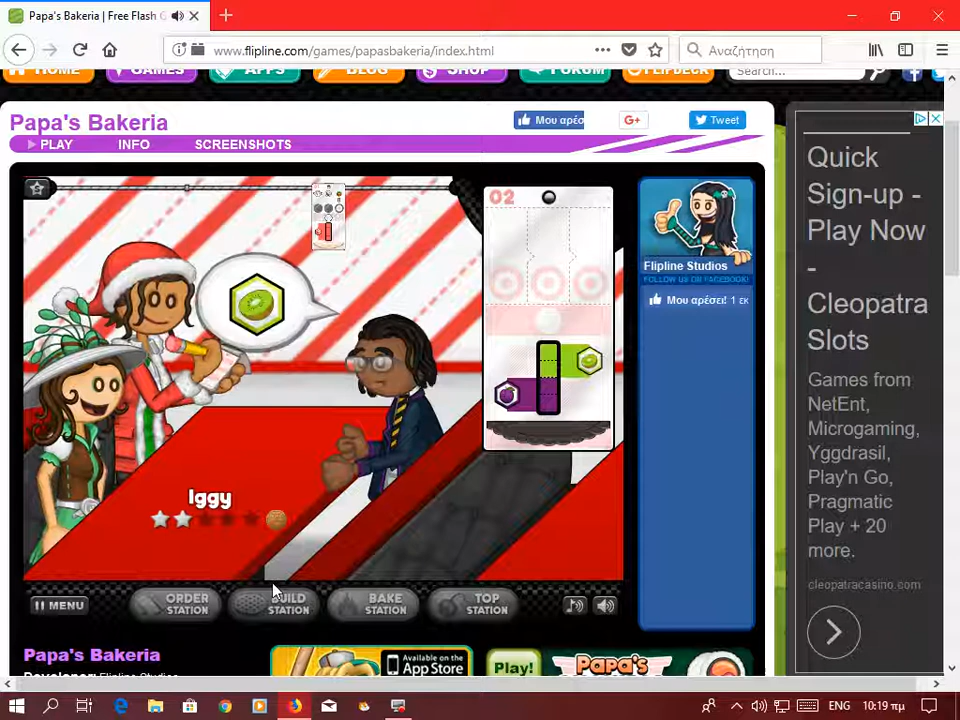 Papa's Bakeria | Free Flash G
www.flipline.com/games/papasbakeria/index.html
Αναζήτηση
HOME
GAMES
APPS
BLOG
SHOP
FORUM
FLIPDECK
Search...
Papa's Bakeria
Μου αρέσ
G+
Tweet
PLAY
INFO
SCREENSHOTS
02
Flipline Studios
FOLLOW US ON FACEBOOK!
Μου αρέσει! 1 εκ
Iggy
MENU
ORDER
STATION
BUILD
STATION
BAKE
STATION
TOP
STATION
Quick
Sign-up -
Play Now
-
Cleopatra
Slots
Games from
NetEnt,
Microgaming,
Yggdrasil,
Play'n Go,
Pragmatic
Play + 20
more.
cleopatracasino.com
Papa's Bakeria
Available on the
App Store
Play!
Papa's
ENG
10:19 πμ